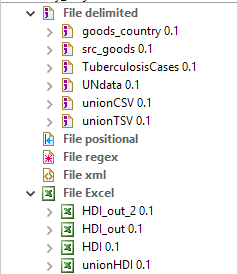 File delimited
goods_country 0.1
src_goods 0.1
TuberculosisCases 0.1
UNdata 0.1
unionCSV 0.1
unionTSV 0.1
File positional
File regex
File xml
File Excel
HDI_out_2 0.1
HDI_out 0.1
HDI 0.1
unionHDI 0.1